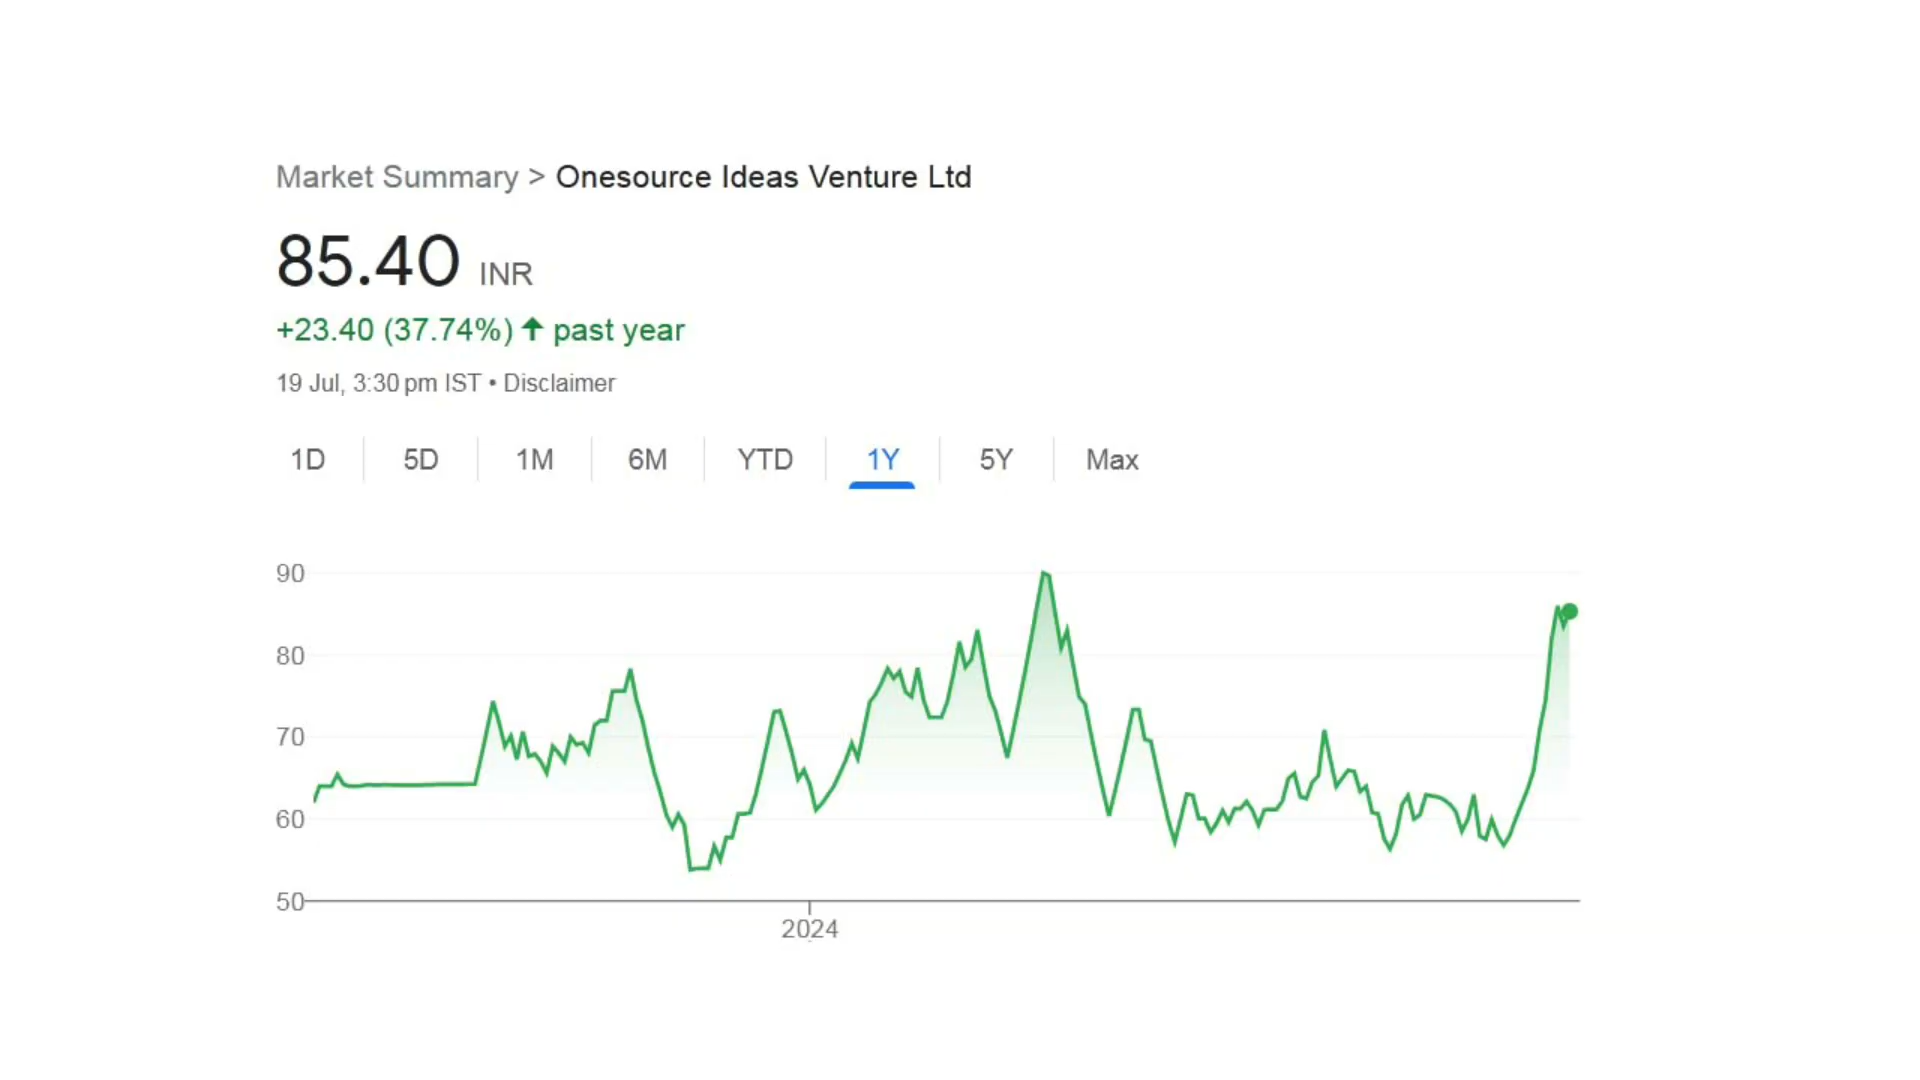 Market Summary > Onesource Ideas Venture Ltd
85.40 INR
+23.40 (37.74%) ↑ past year
19 Jul, 3:30 pm IST • Disclaimer
1D 5D 1M 6M YTD 1Y 5Y Max
90
80
70
60
50
2024